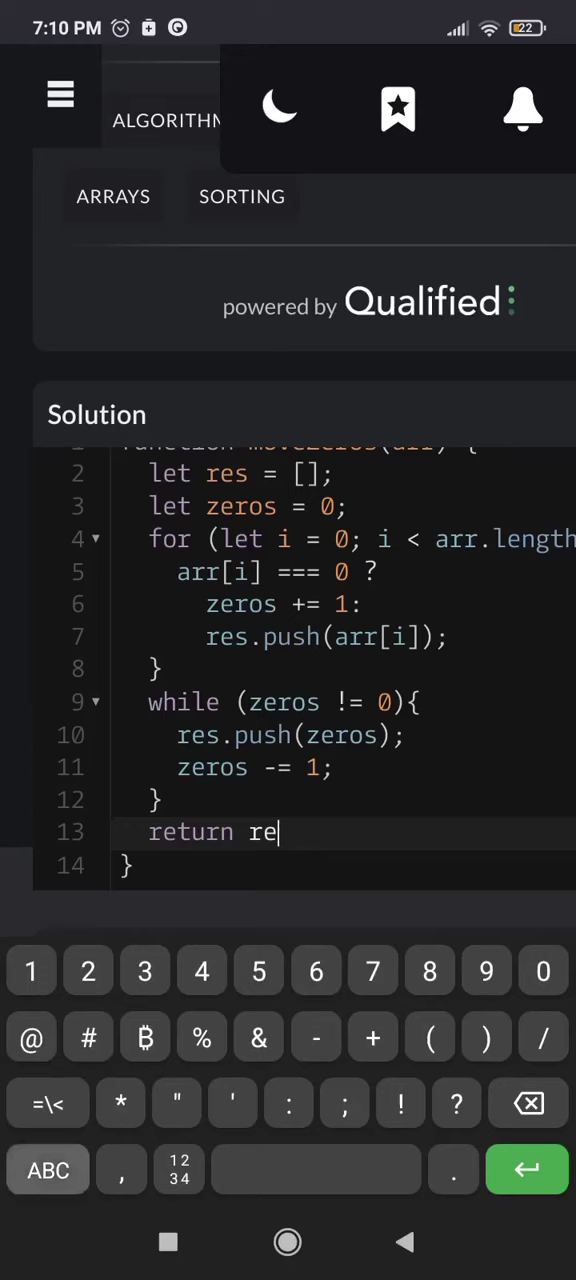 7:10 PM 22
ALGORITHM
ARRAYS SORTING
powered by Qualified
Solution
1 function moveZeros(arr) {
2 let res = [];
3 let zeros = 0;
4 for (let i = 0; i < arr.length
5 arr[i] === 0 ?
6 zeros += 1:
7 res.push(arr[i]);
8 }
9 while (zeros != 0){
10 res.push(zeros);
11 zeros -= 1;
12 }
13 return re
14 }
1 2 3 4 5 6 7 8 9 0
@ # ₿ % & - + ( ) /
=\< * " ' : ; ! ?
ABC , 12 .
34